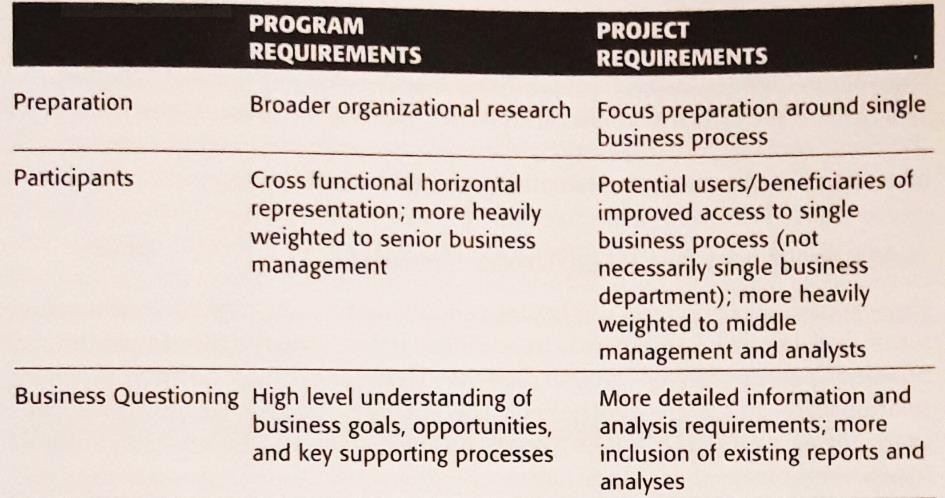 PROGRAM REQUIREMENTS
PROJECT REQUIREMENTS
Preparation
Broader organizational research
Focus preparation around single
business process
Participants
Cross functional horizontal
representation; more heavily
weighted to senior business
management
Potential users/beneficiaries of
improved access to single
business process (not
necessarily single business
department); more heavily
weighted to middle
management and analysts
Business Questioning
High level understanding of
business goals, opportunities,
and key supporting processes
More detailed information and
analysis requirements; more
inclusion of existing reports and
analyses